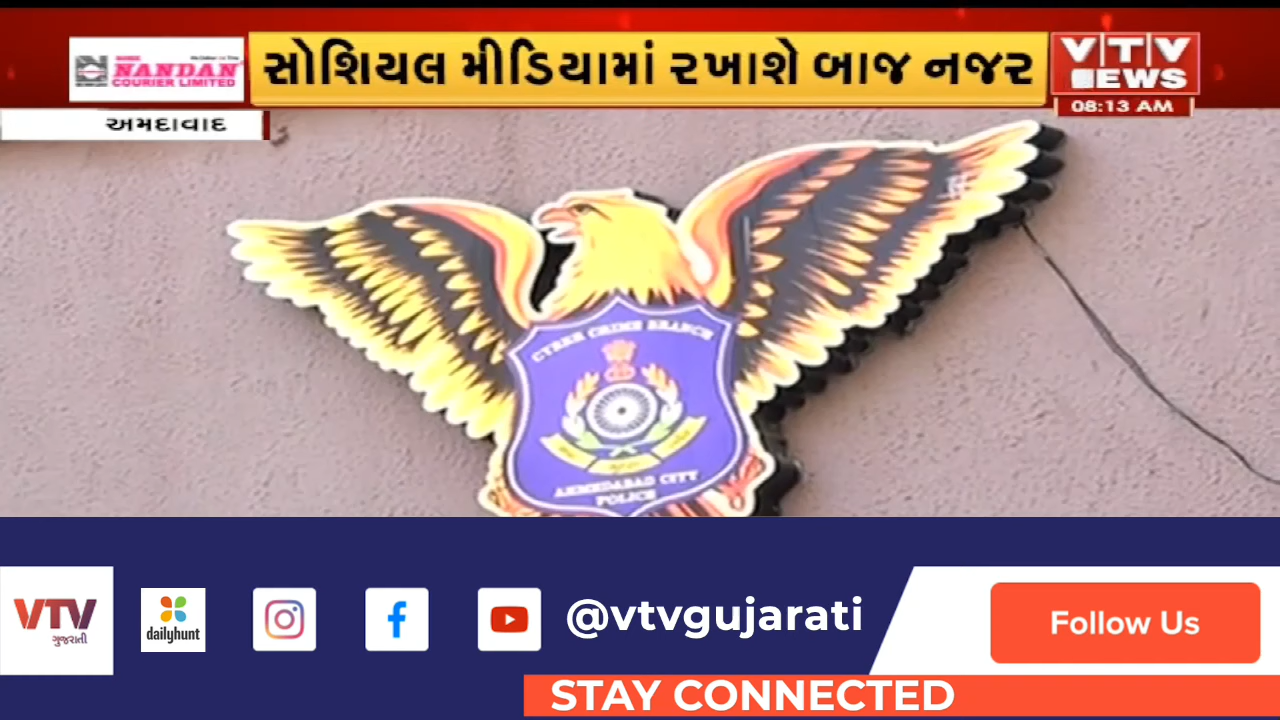 NANDAN
COURIER LIMITED
સોશિયલ મીડિયામાં રખાશે બાજ નજર
VTV
NEWS
08:13 AM
અમદાવાદ
CYBER CRIME BRANCH
AHMEDABAD CITY
POLICE
VTV
ગુજરાતી
dailyhunt
@vtvgujarati
Follow Us
STAY CONNECTED